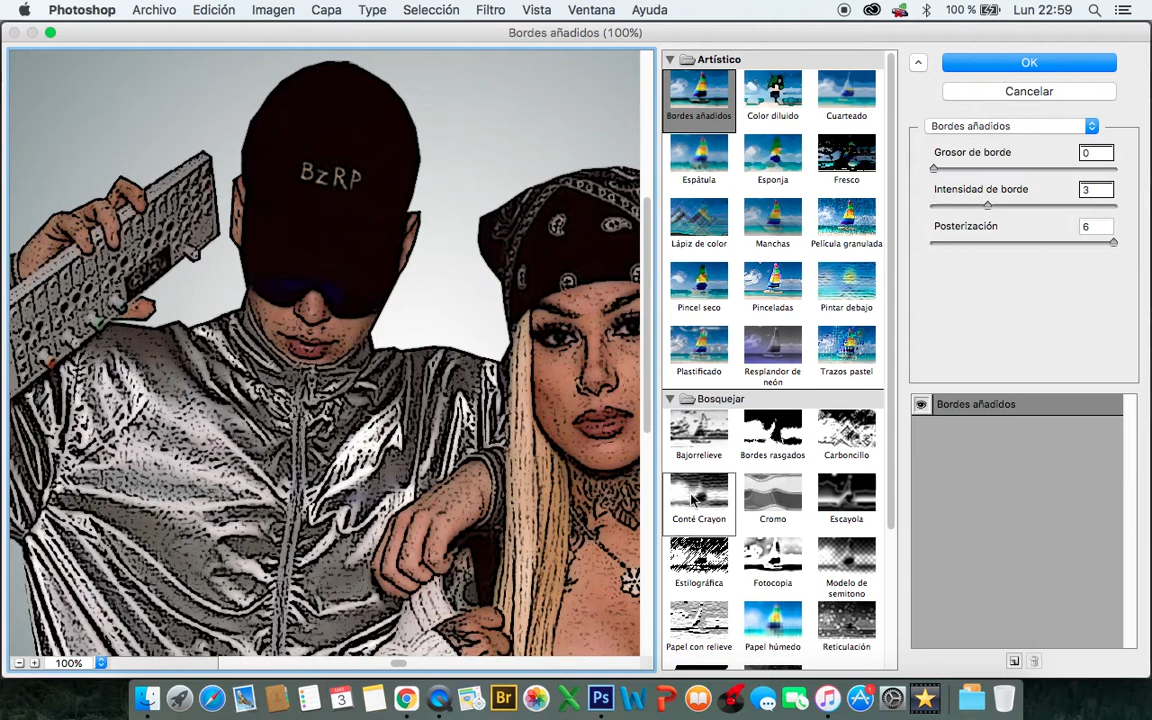 Photoshop Archivo Edición Imagen Capa Type Selección Filtro Vista Ventana Ayuda 100 % Lun 22:59
Bordes añadidos (100%)
BzRP
Artístico
Bordes añadidos Color diluido Cuarteado
Espátula Esponja Fresco
Lápiz de color Manchas Película granulada
Pincel seco Pinceladas Pintar debajo
Plastificado Resplandor de neón Trazos pastel
Bosquejar
Bajorrelieve Bordes rasgados Carboncillo
Conté Crayon Cromo Escayola
Estilográfica Fotocopia Modelo de semitono
Papel con relieve Papel húmedo Reticulación
OK
Cancelar
Bordes añadidos
Grosor de borde 0
Intensidad de borde 3
Posterización 6
Bordes añadidos
100%
3
Br
Ps
1